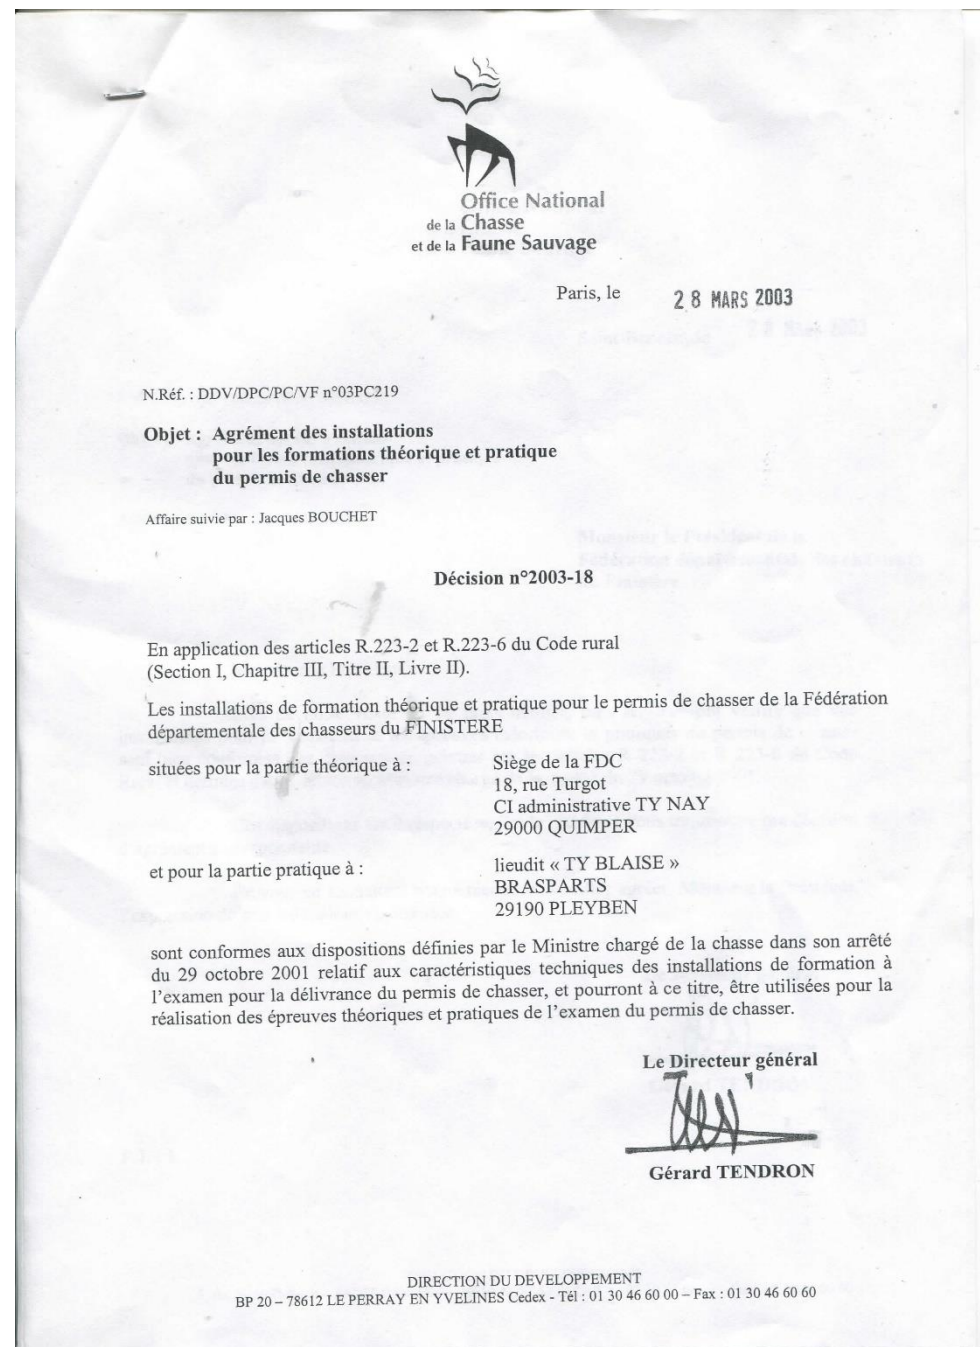 Office National
de la Chasse
et de la Faune Sauvage
Paris, le 28 MARS 2003
N.Réf. : DDV/DPC/PC/VF n°03PC219
Objet : Agrément des installations
pour les formations théorique et pratique
du permis de chasser
Affaire suivie par : Jacques BOUCHET
Décision n°2003-18
En application des articles R.223-2 et R.223-6 du Code rural
(Section I, Chapitre III, Titre II, Livre II).
Les installations de formation théorique et pratique pour le permis de chasser de la Fédération
départementale des chasseurs du FINISTERE
situées pour la partie théorique à : Siège de la FDC
18, rue Turgot
CI administrative TY NAY
29000 QUIMPER
et pour la partie pratique à : lieudit « TY BLAISE »
BRASPARTS
29190 PLEYBEN
sont conformes aux dispositions définies par le Ministre chargé de la chasse dans son arrêté
du 29 octobre 2001 relatif aux caractéristiques techniques des installations de formation à
l'examen pour la délivrance du permis de chasser, et pourront à ce titre, être utilisées pour la
réalisation des épreuves théoriques et pratiques de l'examen du permis de chasser.
Le Directeur général
Gérard TENDRON
DIRECTION DU DEVELOPPEMENT
BP 20 – 78612 LE PERRAY EN YVELINES Cedex - Tél : 01 30 46 60 00 – Fax : 01 30 46 60 60